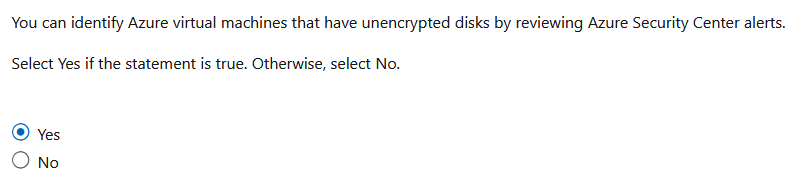 You can identify Azure virtual machines that have unencrypted disks by reviewing Azure Security Center alerts.
Select Yes if the statement is true. Otherwise, select No.
Yes
No